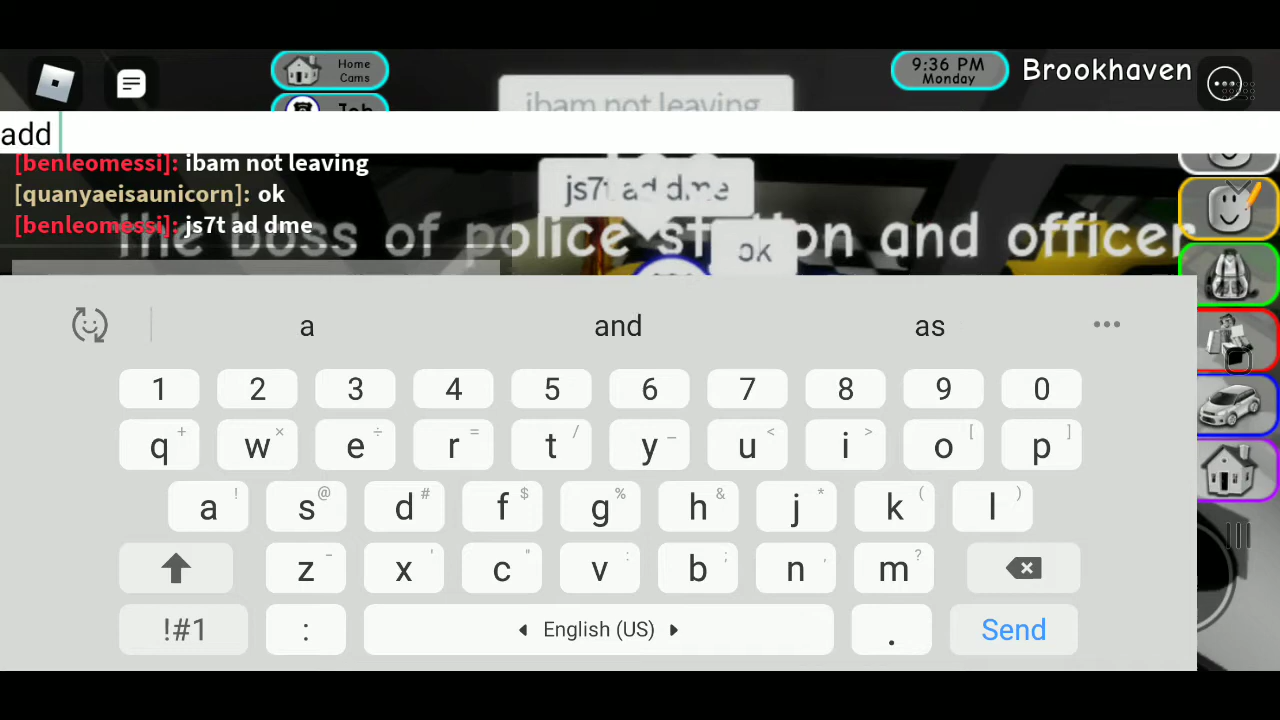 Home
Cams
9:36 PM
Monday
Brookhaven
Job
ibam not leaving
add
[benleomessi]: ibam not leaving
[quanyaeisaunicorn]: ok
[benleomessi]: js7t ad dme
js7t ad dme
ok
the boss of police station and officer
a and as
1 2 3 4 5 6 7 8 9 0
q + w × e ÷ r = t / y _ u < i > o [ p ]
a ! s @ d # f $ g % h & j * k ( l )
z - x ' c " v : b ; n , m ?
!#1 : English (US) . Send